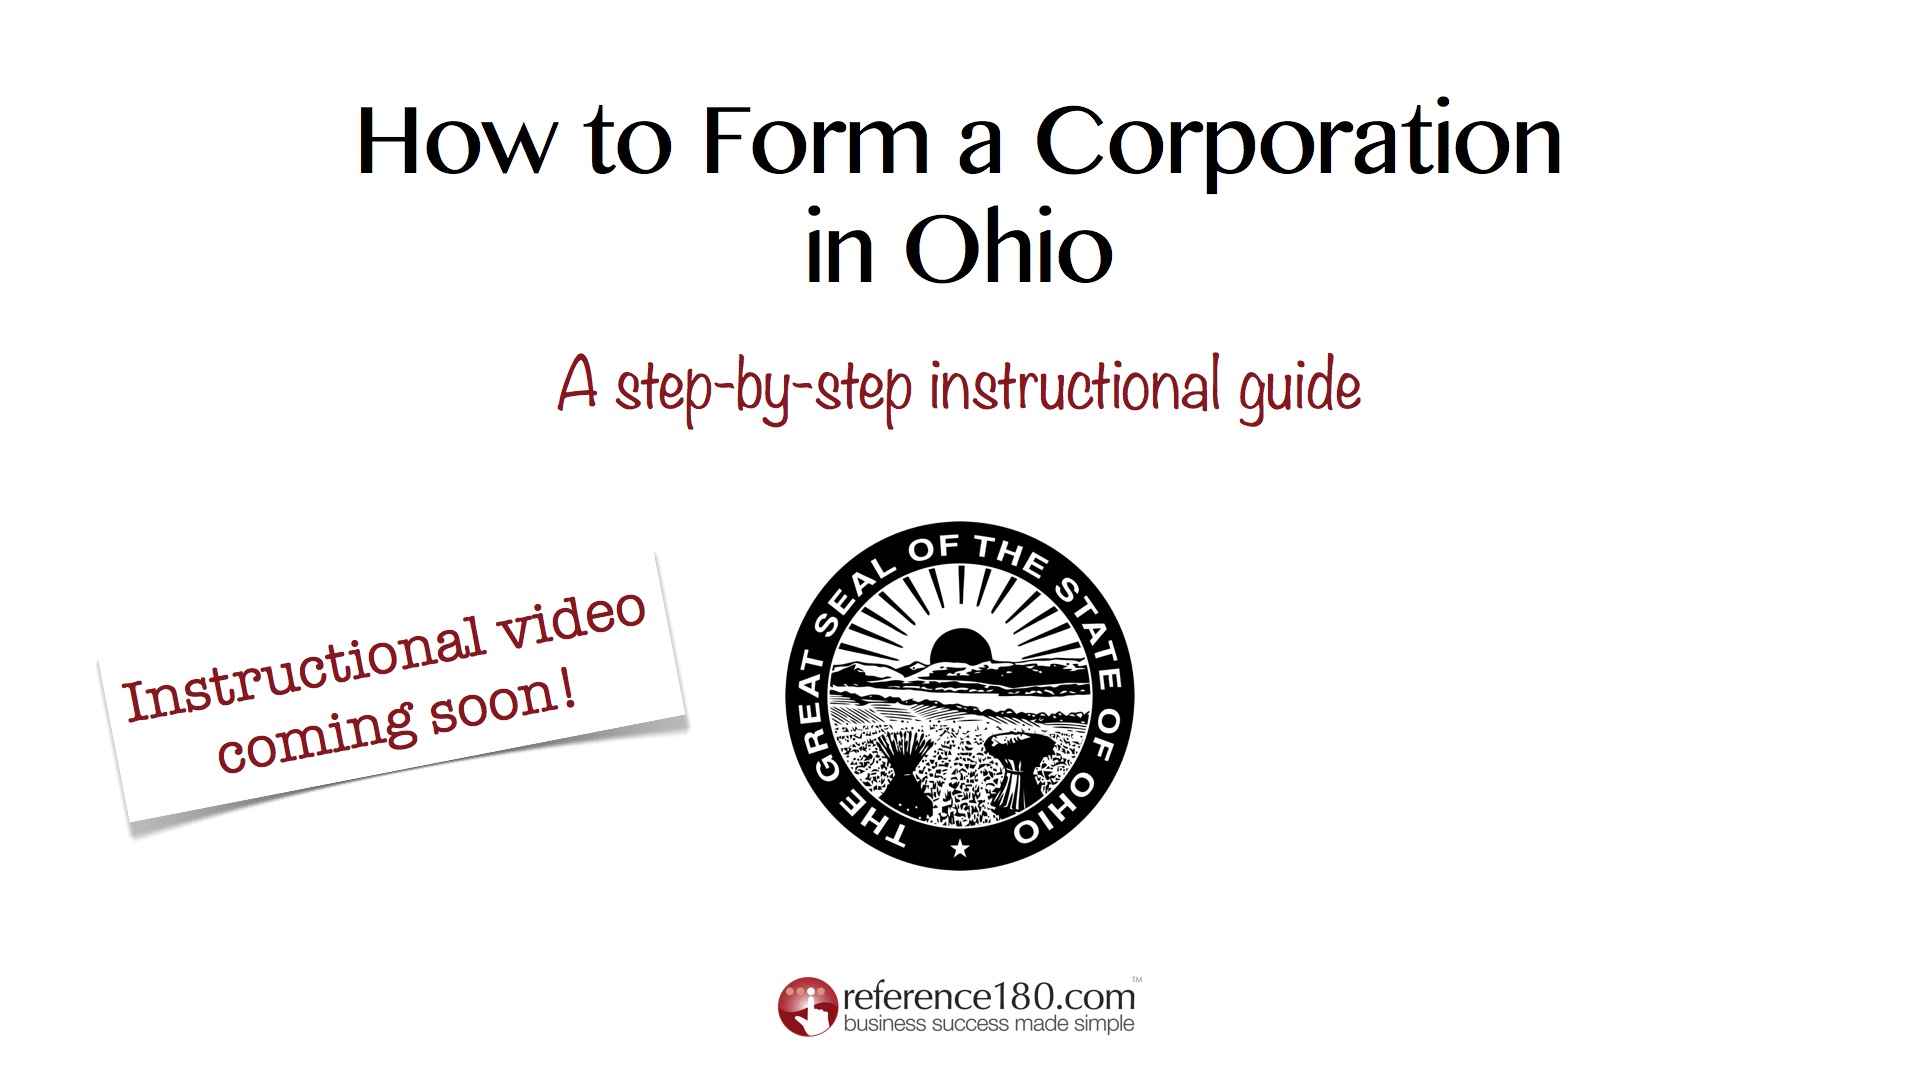 How to Form a Corporation
in Ohio
A step-by-step instructional guide
Instructional video
coming soon!
THE GREAT SEAL OF THE STATE OF OHIO
reference180.com™
business success made simple